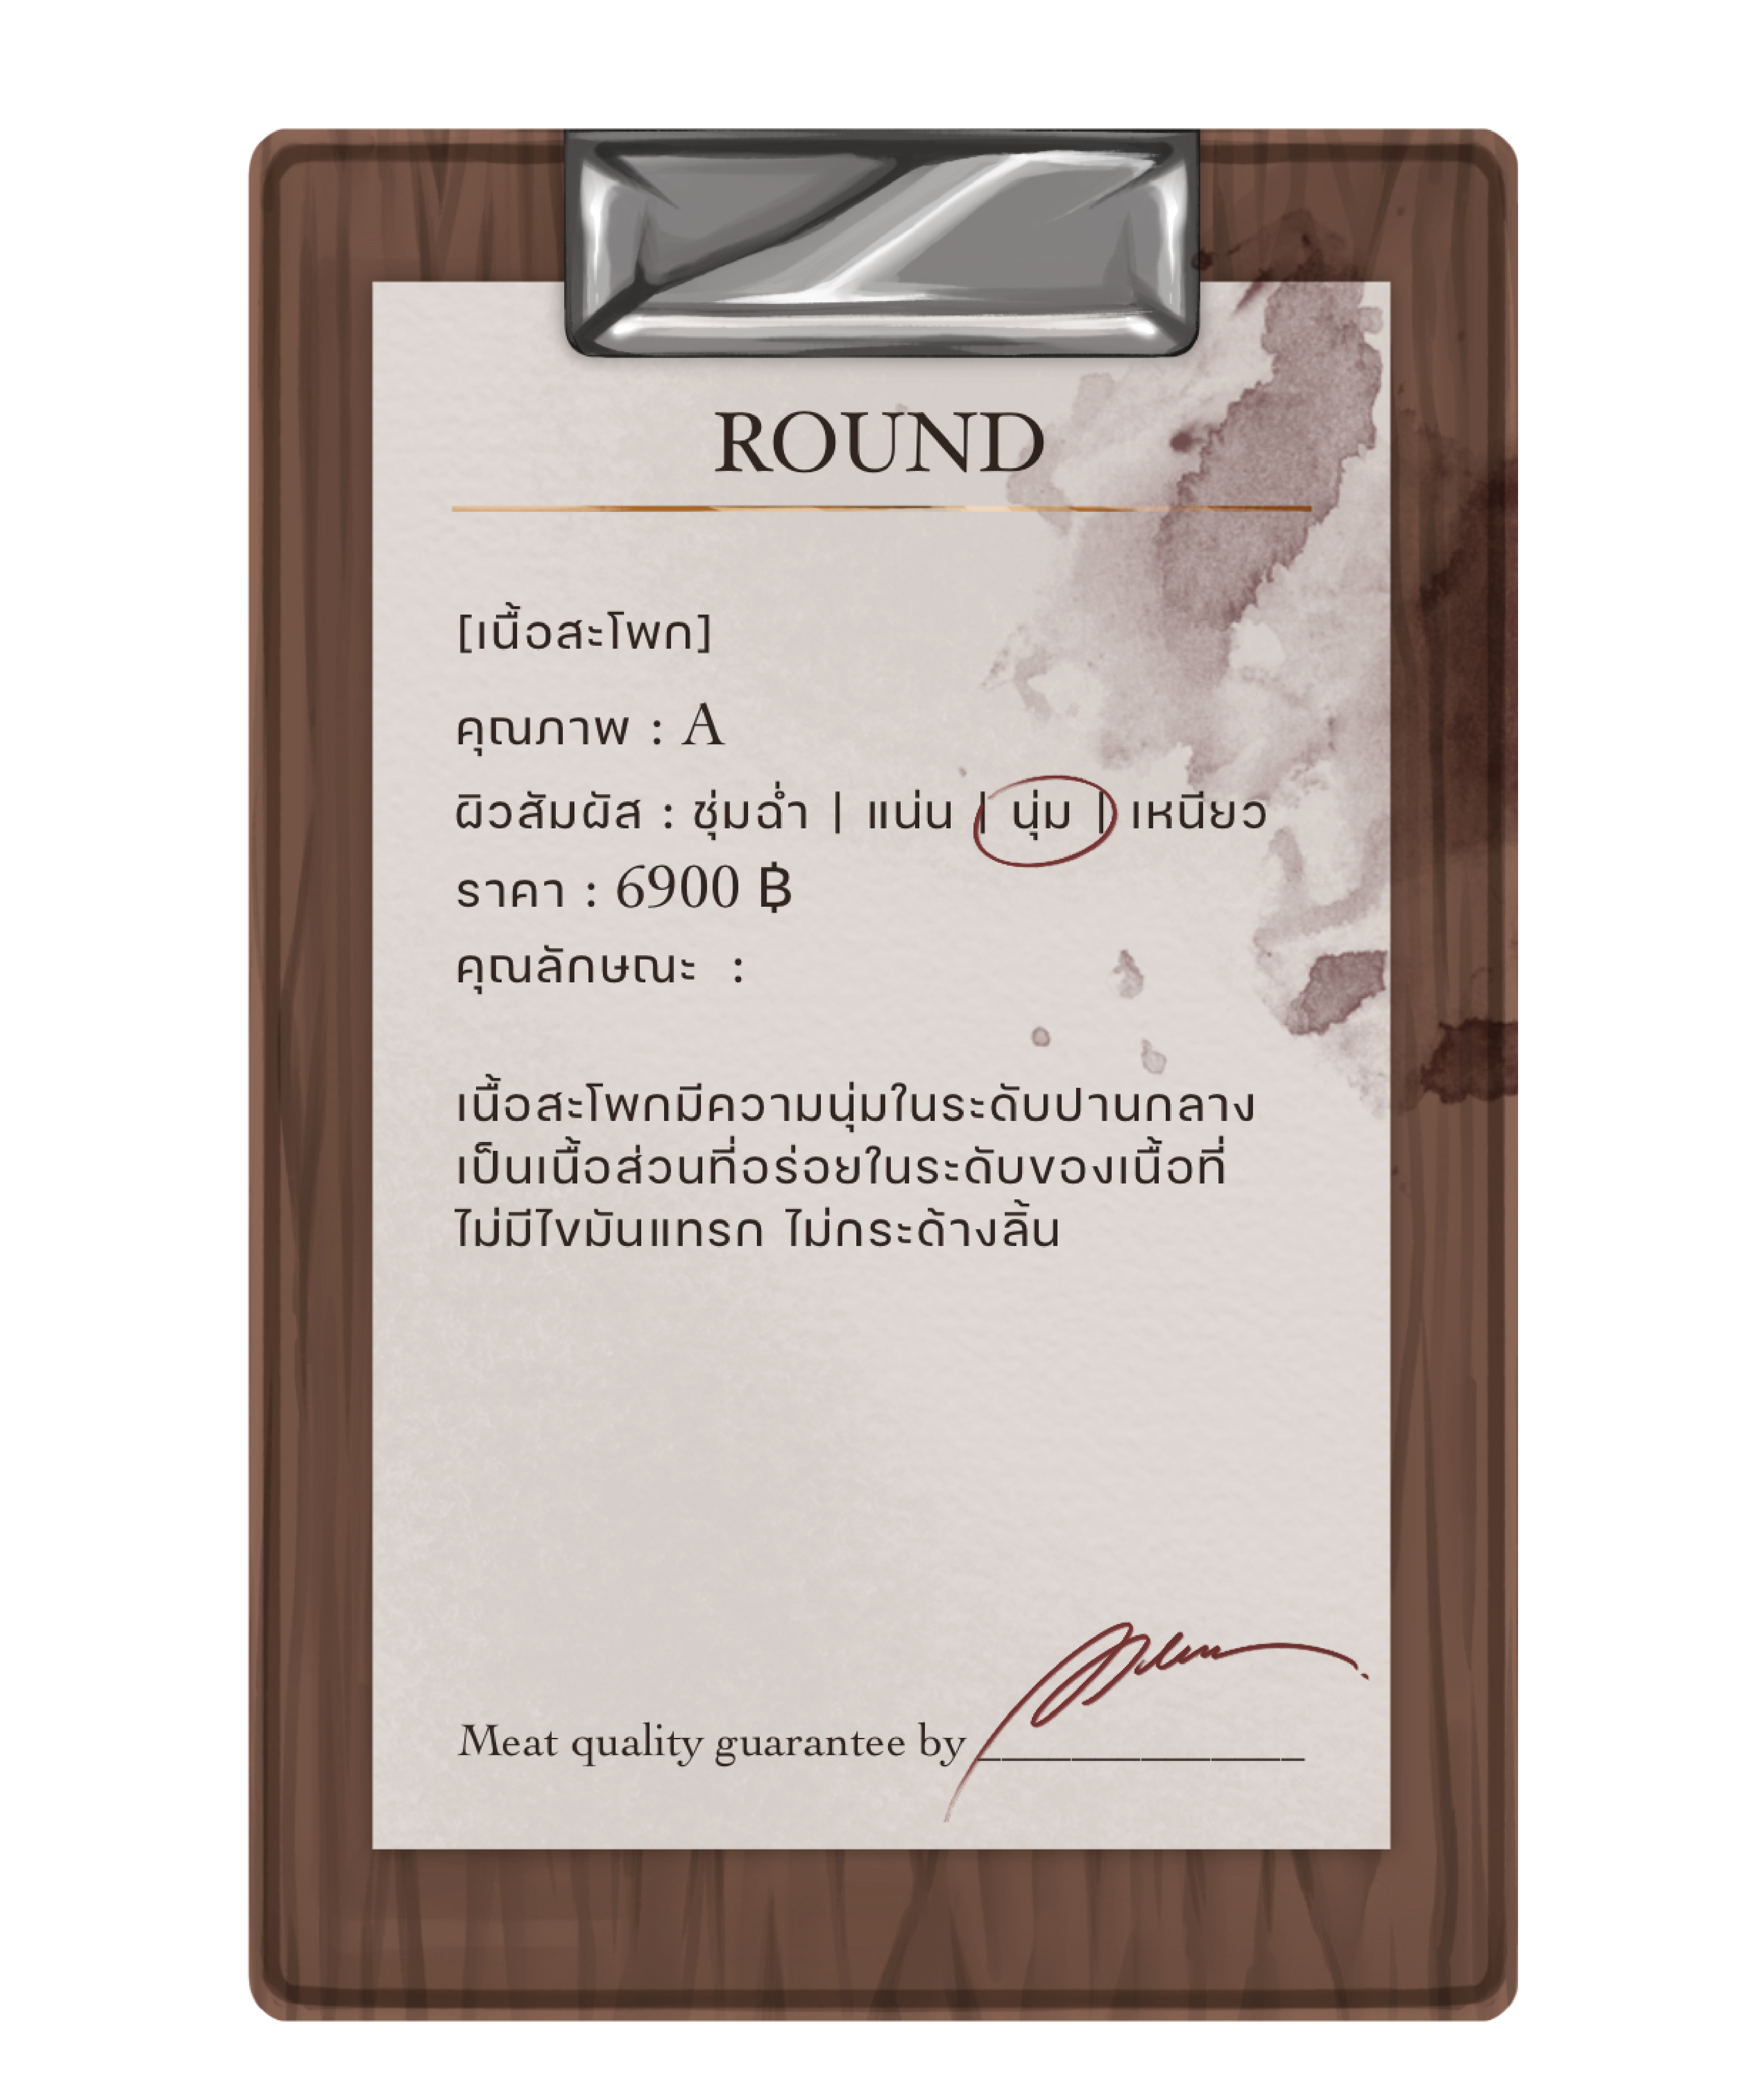 ROUND
[เนื้อสะโพก]
คุณภาพ : A
ผิวสัมผัส : ชุ่มฉ่ำ | แน่น | นุ่ม | เหนียว
ราคา : 6900 ฿
คุณลักษณะ :
เนื้อสะโพกมีความนุ่มในระดับปานกลาง
เป็นเนื้อส่วนที่อร่อยในระดับของเนื้อที่
ไม่มีไขมันแทรก ไม่กระด้างลิ้น
Meat quality guarantee by ______________